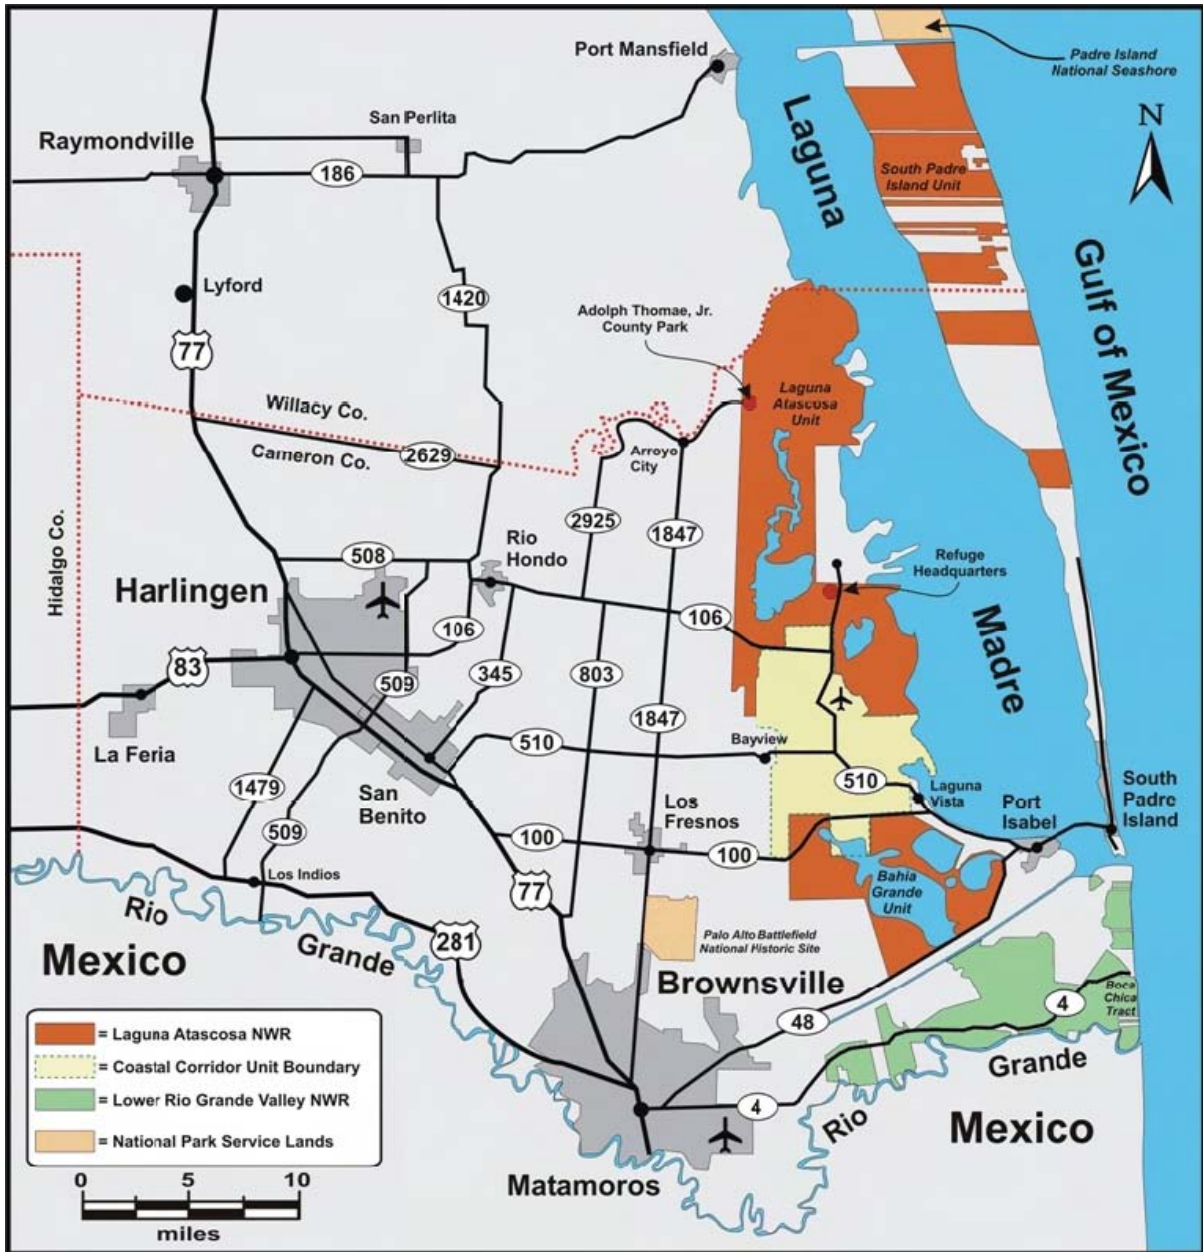 Port Mansfield
Padre Island
National Seashore
Laguna
N
Raymondville
San Perlita
186
South Padre
Island Unit
Gulf of Mexico
Lyford
1420
Adolph Thomae, Jr.
County Park
77
Laguna
Atascosa
Unit
Willacy Co.
Cameron Co.
2629
Arroyo
City
Hidalgo Co.
2925
1847
508
Rio
Hondo
Refuge
Headquarters
Harlingen
106
106
Madre
83
509
345
803
1847
La Feria
510
Bayview
1479
San
Benito
510
Laguna
Vista
Port
Isabel
South
Padre
Island
509
100
Los
Fresnos
100
Los Indios
77
Bahia
Grande
Unit
Rio
Grande
281
Palo Alto Battlefield
National Historic Site
Mexico
Brownsville
4
Boca
Chica
Tract
48
Grande
4
Rio
Mexico
Matamoros
= Laguna Atascosa NWR
= Coastal Corridor Unit Boundary
= Lower Rio Grande Valley NWR
= National Park Service Lands
0 10
miles